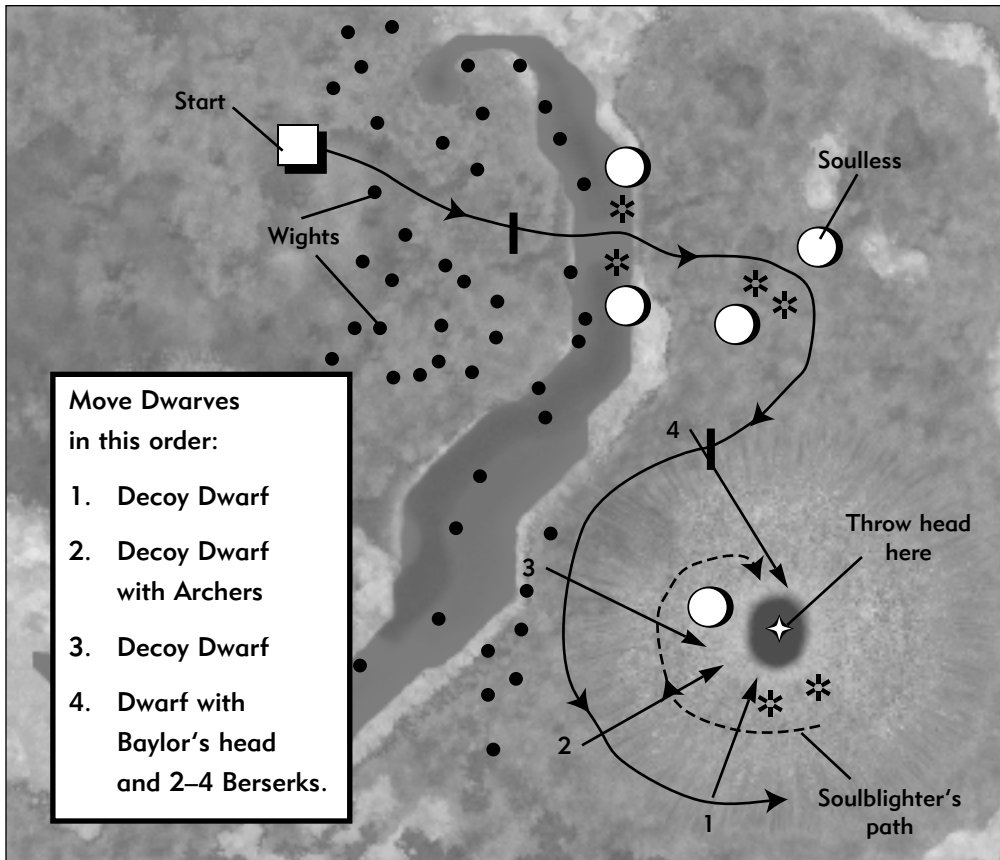 Start
Soulless
Wights
Move Dwarves
in this order:
1. Decoy Dwarf
2. Decoy Dwarf
with Archers
3. Decoy Dwarf
4. Dwarf with
Baylor's head
and 2–4 Berserks.
4
Throw head
here
3
2
Soulblighter's
path
1